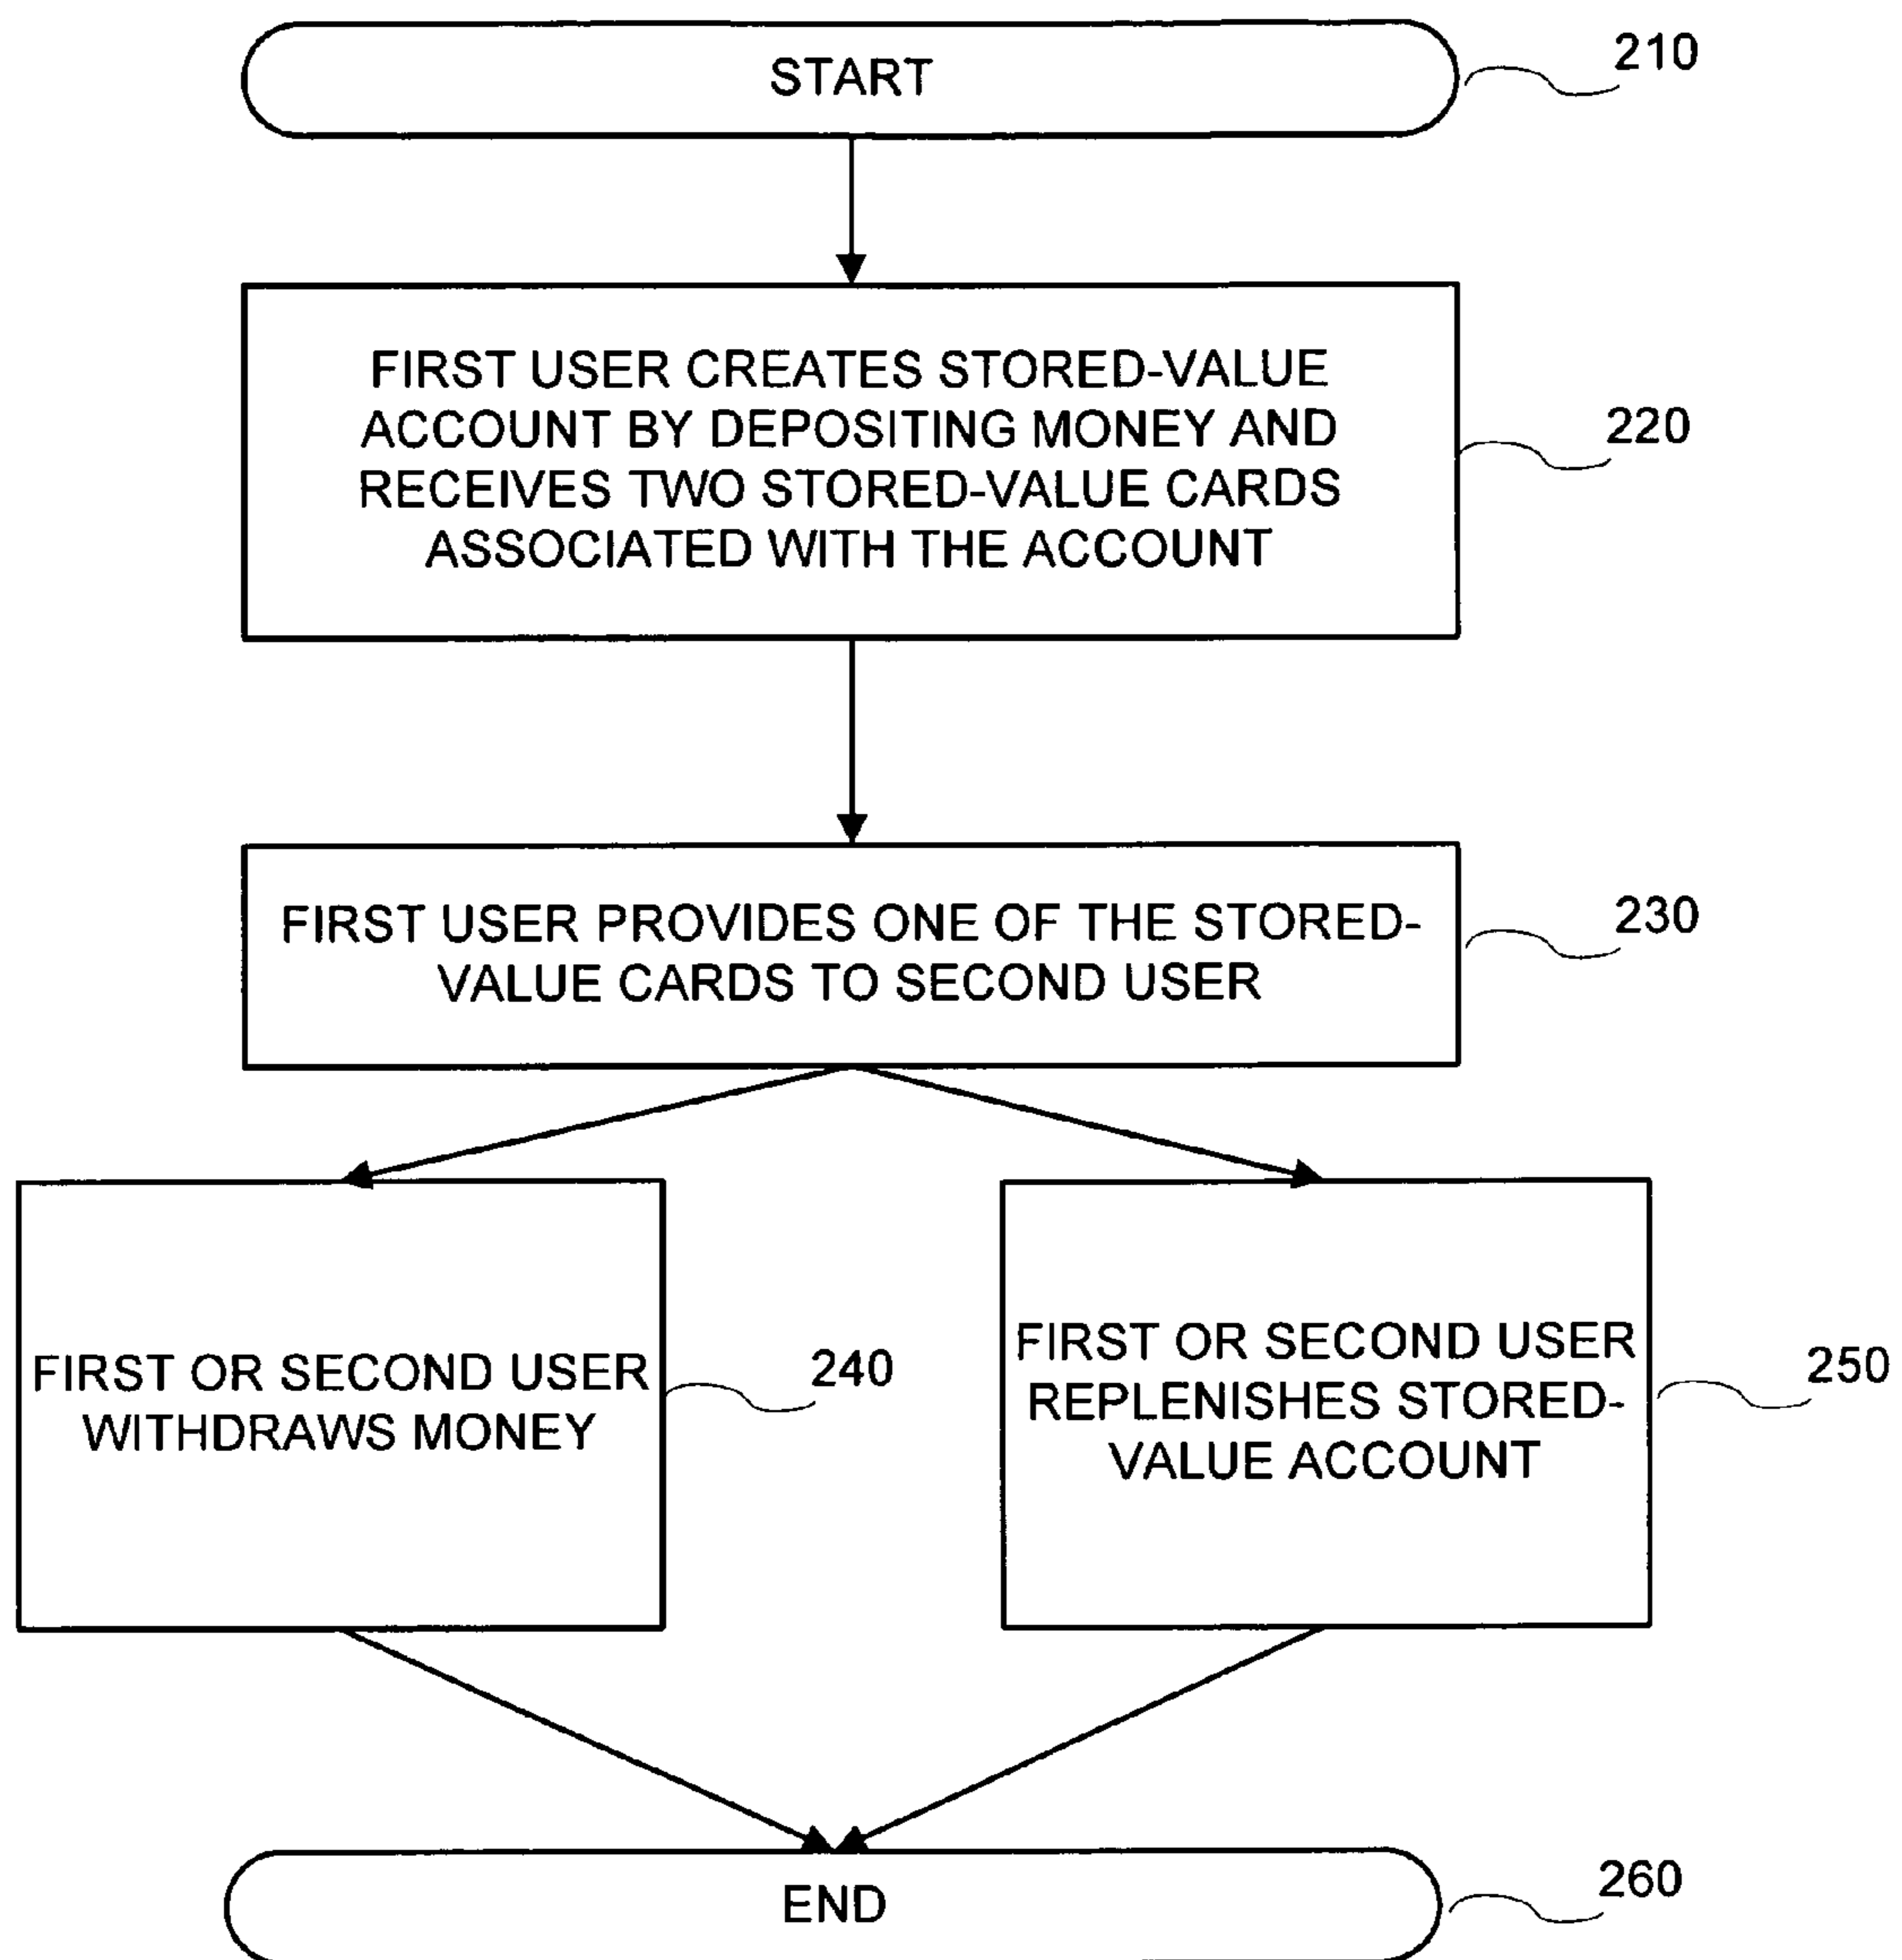 START
210
FIRST USER CREATES STORED-VALUE
ACCOUNT BY DEPOSITING MONEY AND
RECEIVES TWO STORED-VALUE CARDS
ASSOCIATED WITH THE ACCOUNT
220
FIRST USER PROVIDES ONE OF THE STORED-
VALUE CARDS TO SECOND USER
230
FIRST OR SECOND USER
WITHDRAWS MONEY
240
FIRST OR SECOND USER
REPLENISHES STORED-
VALUE ACCOUNT
250
END
260